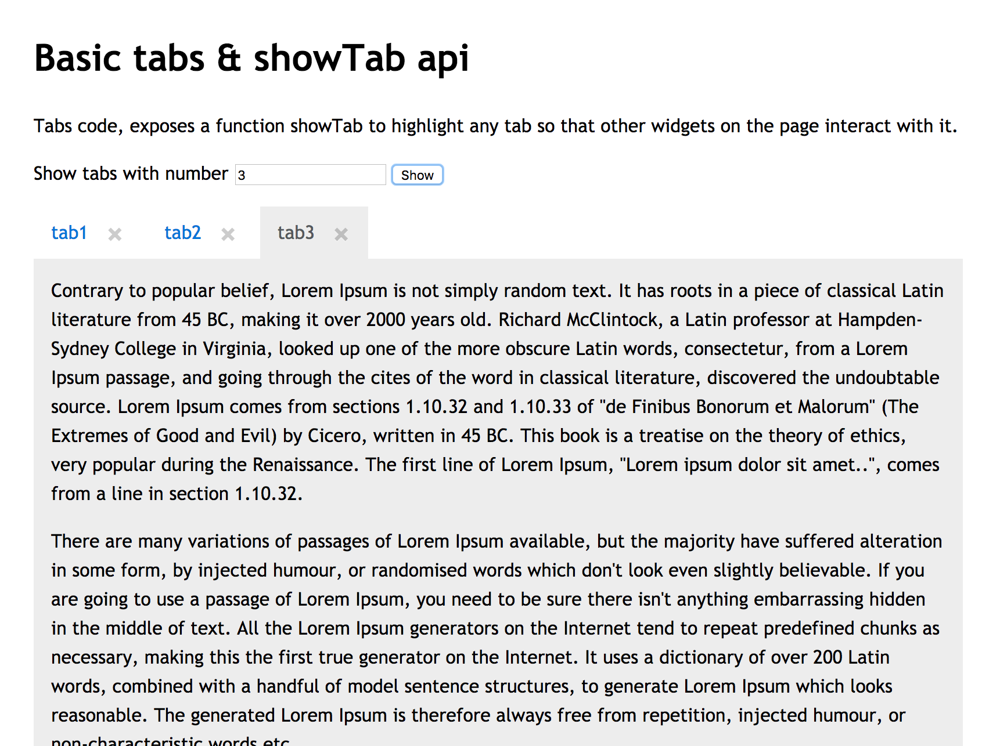 Basic tabs & showTab api
Tabs code, exposes a function showTab to highlight any tab so that other widgets on the page interact with it.
Show tabs with number 3 Show
tab1 × tab2 × tab3 ×
Contrary to popular belief, Lorem Ipsum is not simply random text. It has roots in a piece of classical Latin
literature from 45 BC, making it over 2000 years old. Richard McClintock, a Latin professor at Hampden-
Sydney College in Virginia, looked up one of the more obscure Latin words, consectetur, from a Lorem
Ipsum passage, and going through the cites of the word in classical literature, discovered the undoubtable
source. Lorem Ipsum comes from sections 1.10.32 and 1.10.33 of "de Finibus Bonorum et Malorum" (The
Extremes of Good and Evil) by Cicero, written in 45 BC. This book is a treatise on the theory of ethics,
very popular during the Renaissance. The first line of Lorem Ipsum, "Lorem ipsum dolor sit amet..", comes
from a line in section 1.10.32.
There are many variations of passages of Lorem Ipsum available, but the majority have suffered alteration
in some form, by injected humour, or randomised words which don't look even slightly believable. If you
are going to use a passage of Lorem Ipsum, you need to be sure there isn't anything embarrassing hidden
in the middle of text. All the Lorem Ipsum generators on the Internet tend to repeat predefined chunks as
necessary, making this the first true generator on the Internet. It uses a dictionary of over 200 Latin
words, combined with a handful of model sentence structures, to generate Lorem Ipsum which looks
reasonable. The generated Lorem Ipsum is therefore always free from repetition, injected humour, or
non-characteristic words etc